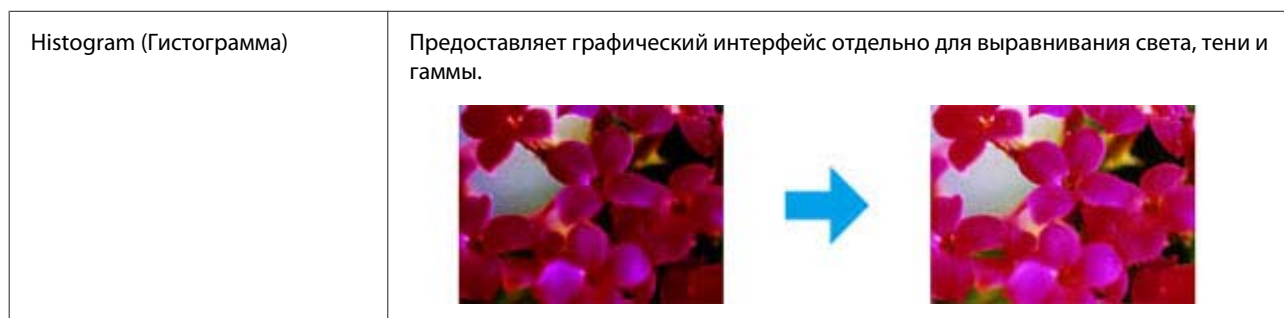 Histogram (Гистограмма)
Предоставляет графический интерфейс отдельно для выравнивания света, тени и
гаммы.